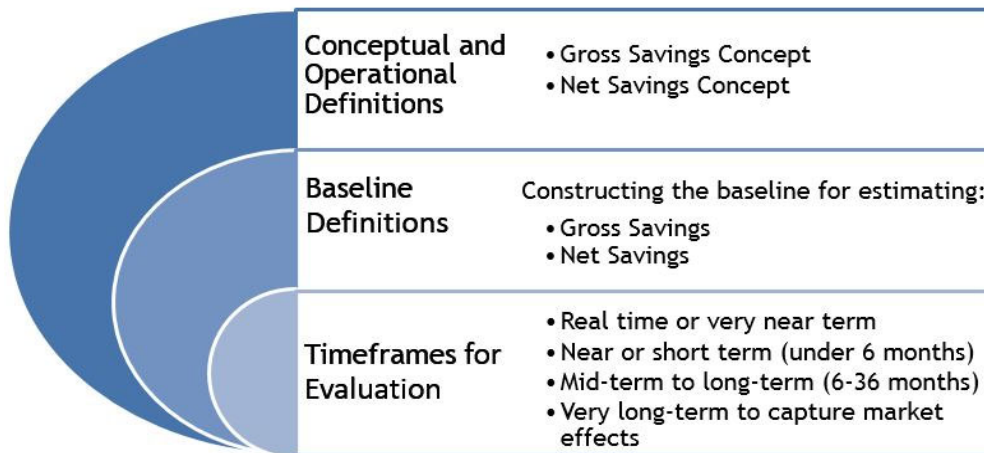 Conceptual and
Operational
Definitions
• Gross Savings Concept
• Net Savings Concept
Baseline
Definitions
Constructing the baseline for estimating:
• Gross Savings
• Net Savings
Timeframes for
Evaluation
• Real time or very near term
• Near or short term (under 6 months)
• Mid-term to long-term (6-36 months)
• Very long-term to capture market
effects